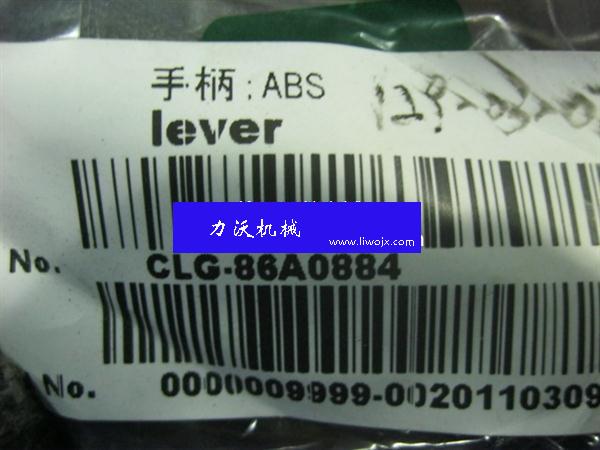 手柄:ABS
lever
力沃机械
www.liwojx.com
No. CLG-86A0884
No. 0000009999-0020110309